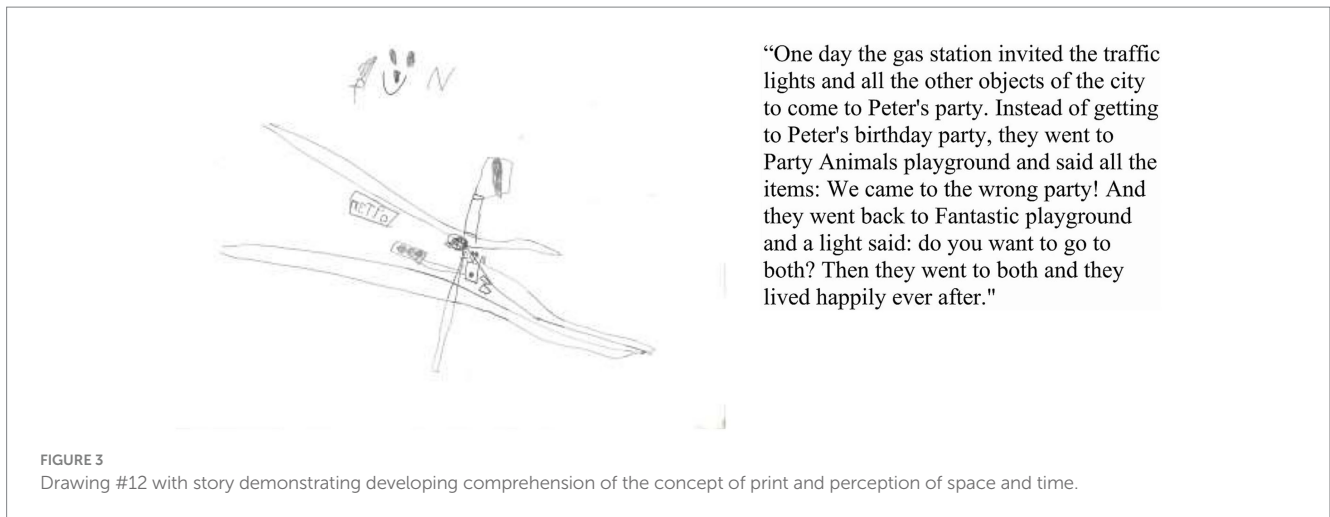 N
“One day the gas station invited the traffic
lights and all the other objects of the city
to come to Peter's party. Instead of getting
to Peter's birthday party, they went to
Party Animals playground and said all the
items: We came to the wrong party! And
they went back to Fantastic playground
and a light said: do you want to go to
both? Then they went to both and they
lived happily ever after."
FIGURE 3
Drawing #12 with story demonstrating developing comprehension of the concept of print and perception of space and time.